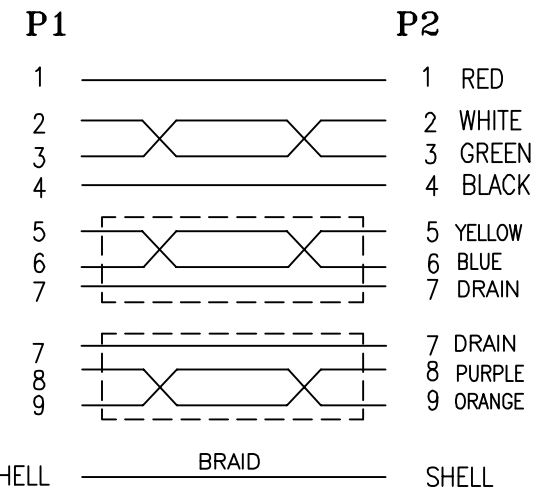 P1 P2
1 1 RED
2 2 WHITE
3 3 GREEN
4 4 BLACK
5 5 YELLOW
6 6 BLUE
7 7 DRAIN
7 7 DRAIN
8 8 PURPLE
9 9 ORANGE
HELL BRAID SHELL